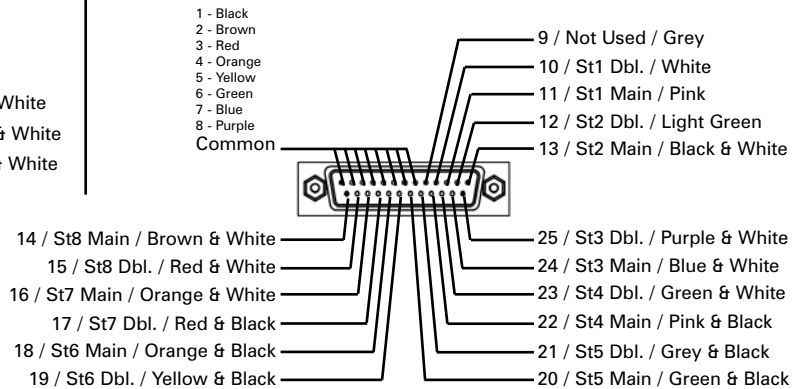 White
& White
& White
1 - Black
2 - Brown
3 - Red
4 - Orange
5 - Yellow
6 - Green
7 - Blue
8 - Purple
Common
9 / Not Used / Grey
10 / St1 Dbl. / White
11 / St1 Main / Pink
12 / St2 Dbl. / Light Green
13 / St2 Main / Black & White
14 / St8 Main / Brown & White
15 / St8 Dbl. / Red & White
16 / St7 Main / Orange & White
17 / St7 Dbl. / Red & Black
18 / St6 Main / Orange & Black
19 / St6 Dbl. / Yellow & Black
25 / St3 Dbl. / Purple & White
24 / St3 Main / Blue & White
23 / St4 Dbl. / Green & White
22 / St4 Main / Pink & Black
21 / St5 Dbl. / Grey & Black
20 / St5 Main / Green & Black